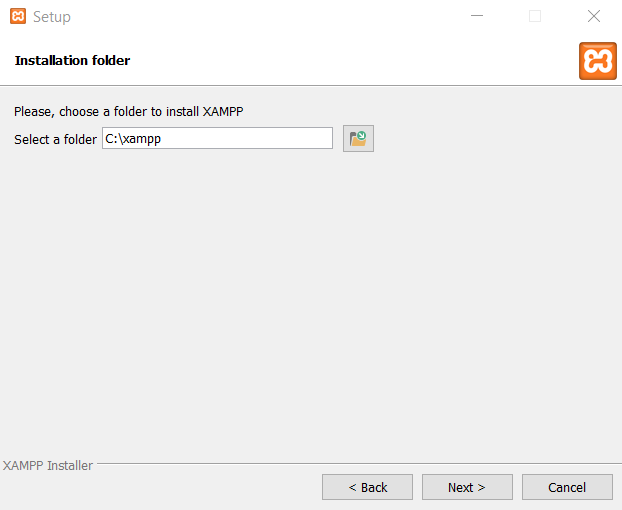 Setup
Installation folder
Please, choose a folder to install XAMPP
Select a folder C:\xampp
XAMPP Installer
< Back Next > Cancel